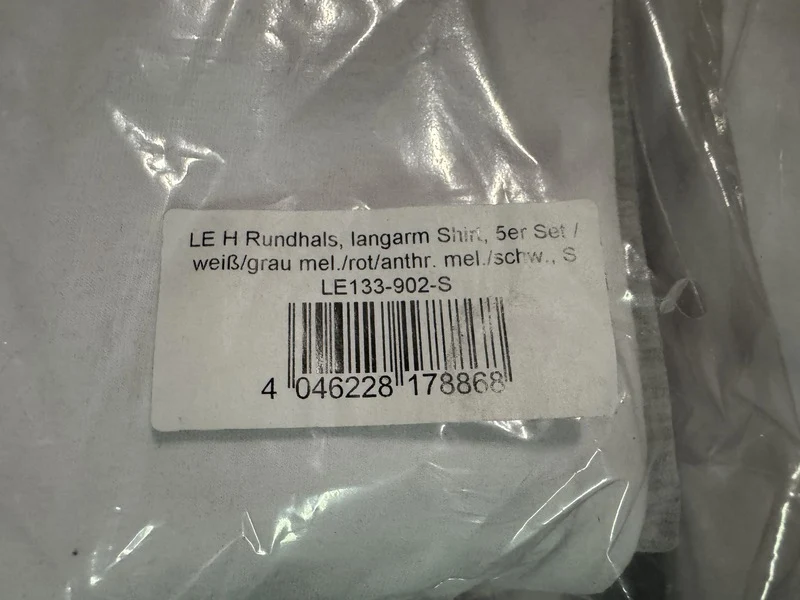 LE H Rundhals, langarm Shirt, 5er Set /
weiß/grau mel./rot/anthr. mel./schw., S
LE133-902-S
4 046228 178868